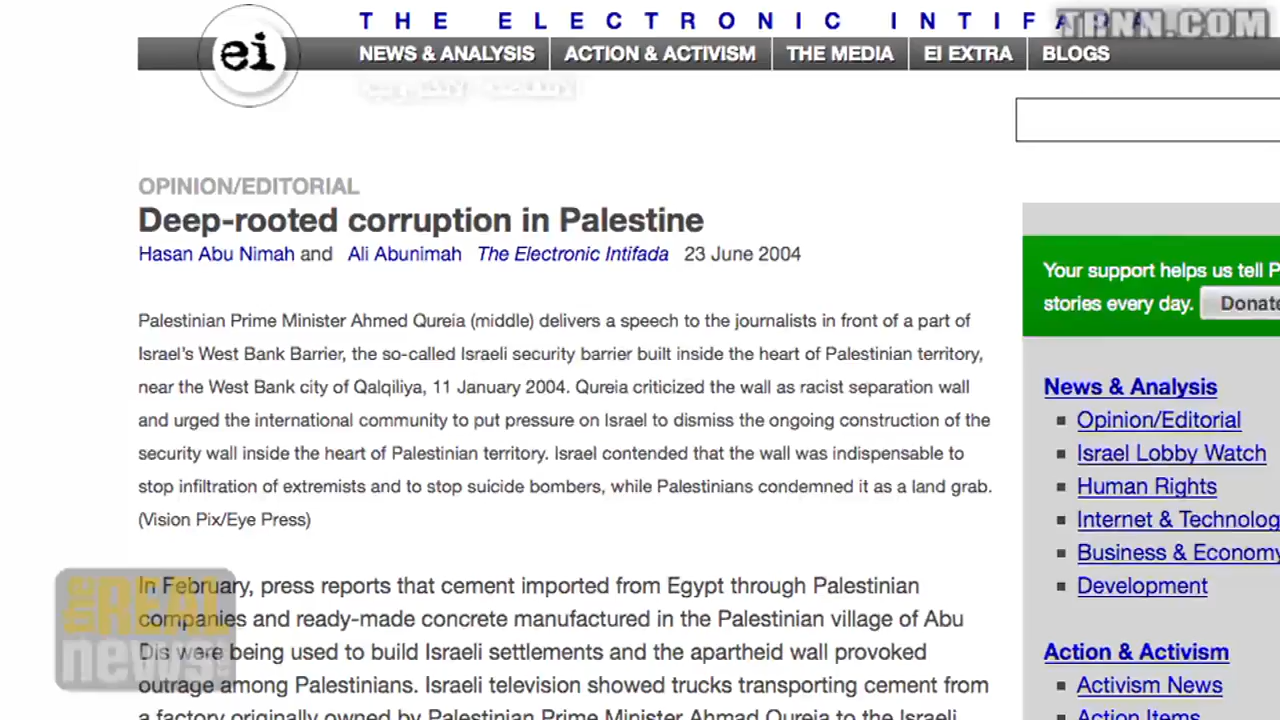 THE ELECTRONIC INTIFADA
TRNN.COM
ei
NEWS & ANALYSIS ACTION & ACTIVISM THE MEDIA EI EXTRA BLOGS
OPINION/EDITORIAL
Deep-rooted corruption in Palestine
Hasan Abu Nimah and Ali Abunimah The Electronic Intifada 23 June 2004
Palestinian Prime Minister Ahmed Qureia (middle) delivers a speech to the journalists in front of a part of
Israel's West Bank Barrier, the so-called Israeli security barrier built inside the heart of Palestinian territory,
near the West Bank city of Qalqiliya, 11 January 2004. Qureia criticized the wall as racist separation wall
and urged the international community to put pressure on Israel to dismiss the ongoing construction of the
security wall inside the heart of Palestinian territory. Israel contended that the wall was indispensable to
stop infiltration of extremists and to stop suicide bombers, while Palestinians condemned it as a land grab.
(Vision Pix/Eye Press)
In February, press reports that cement imported from Egypt through Palestinian
companies and ready-made concrete manufactured in the Palestinian village of Abu
Dis were being used to build Israeli settlements and the apartheid wall provoked
outrage among Palestinians. Israeli television showed trucks transporting cement from
a factory originally owned by Palestinian Prime Minister Ahmad Qureia to the Israeli
the REAL
news!
Your support helps us tell P
stories every day. Donate
News & Analysis
Opinion/Editorial
Israel Lobby Watch
Human Rights
Internet & Technolog
Business & Economy
Development
Action & Activism
Activism News
Action Items